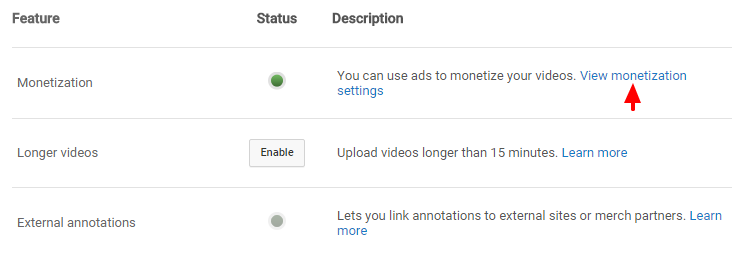 Feature Status Description
Monetization You can use ads to monetize your videos. View monetization
settings
Longer videos Enable Upload videos longer than 15 minutes. Learn more
External annotations Lets you link annotations to external sites or merch partners. Learn
more